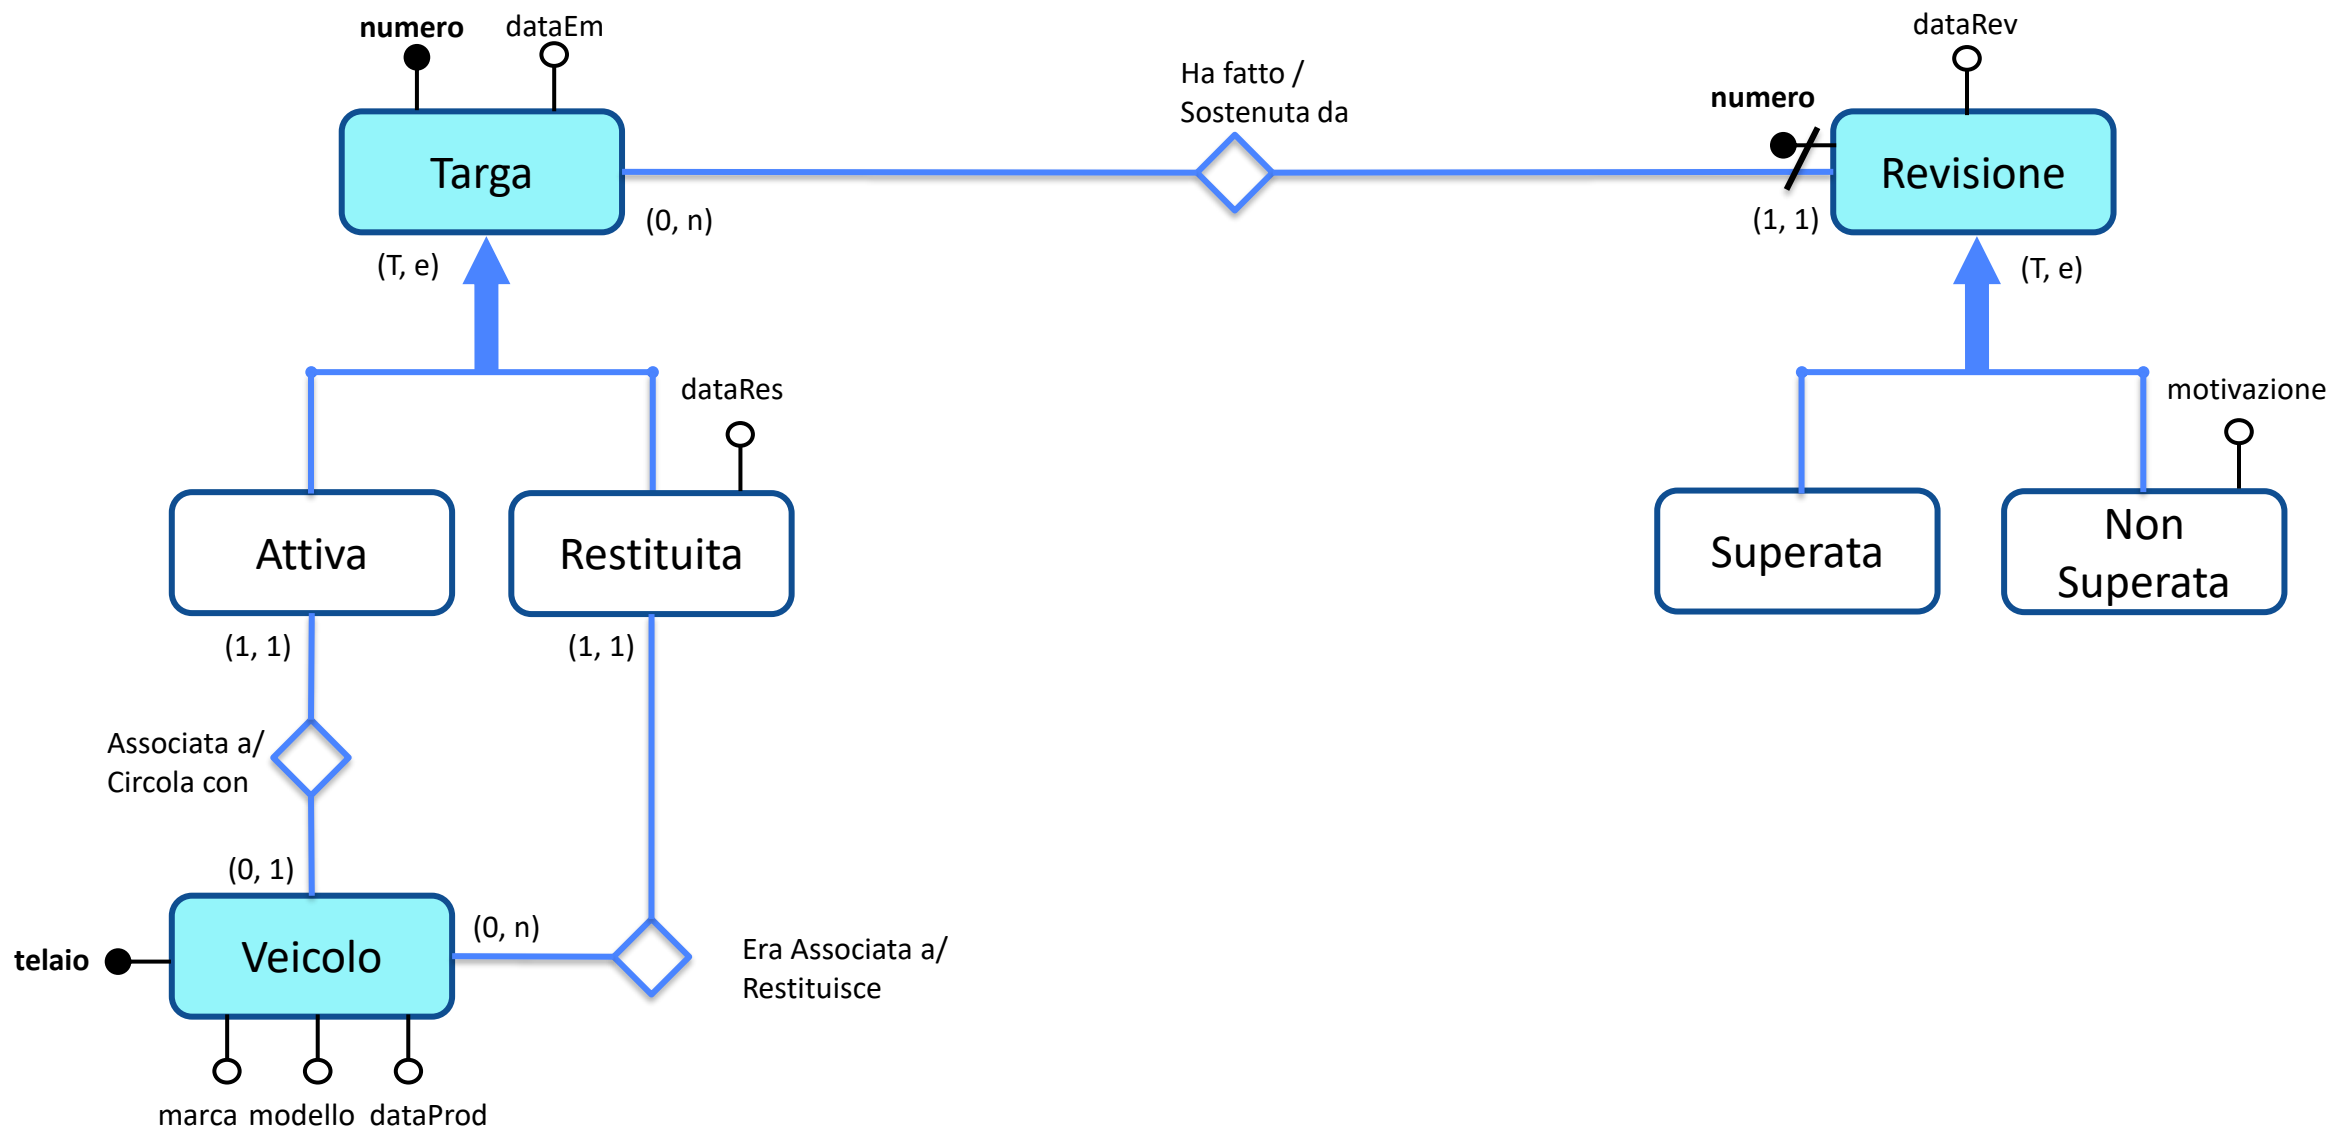 numero
dataEm
dataRev
Ha fatto /
Sostenuta da
numero
Targa
Revisione
(0, n)
(1, 1)
(T, e)
(T, e)
dataRes
motivazione
Attiva
Restituita
Superata
Non
Superata
(1, 1)
(1, 1)
Associata a/
Circola con
(0, 1)
(0, n)
telaio
Veicolo
Era Associata a/
Restituisce
marca
modello
dataProd